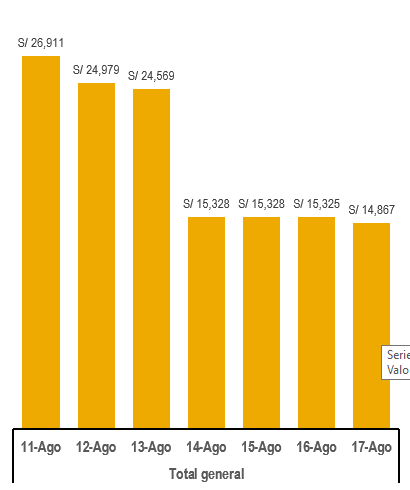 S/ 26,911
S/ 24,979
S/ 24,569
S/ 15,328
S/ 15,328
S/ 15,325
S/ 14,867
11-Ago 12-Ago 13-Ago 14-Ago 15-Ago 16-Ago 17-Ago
Total general